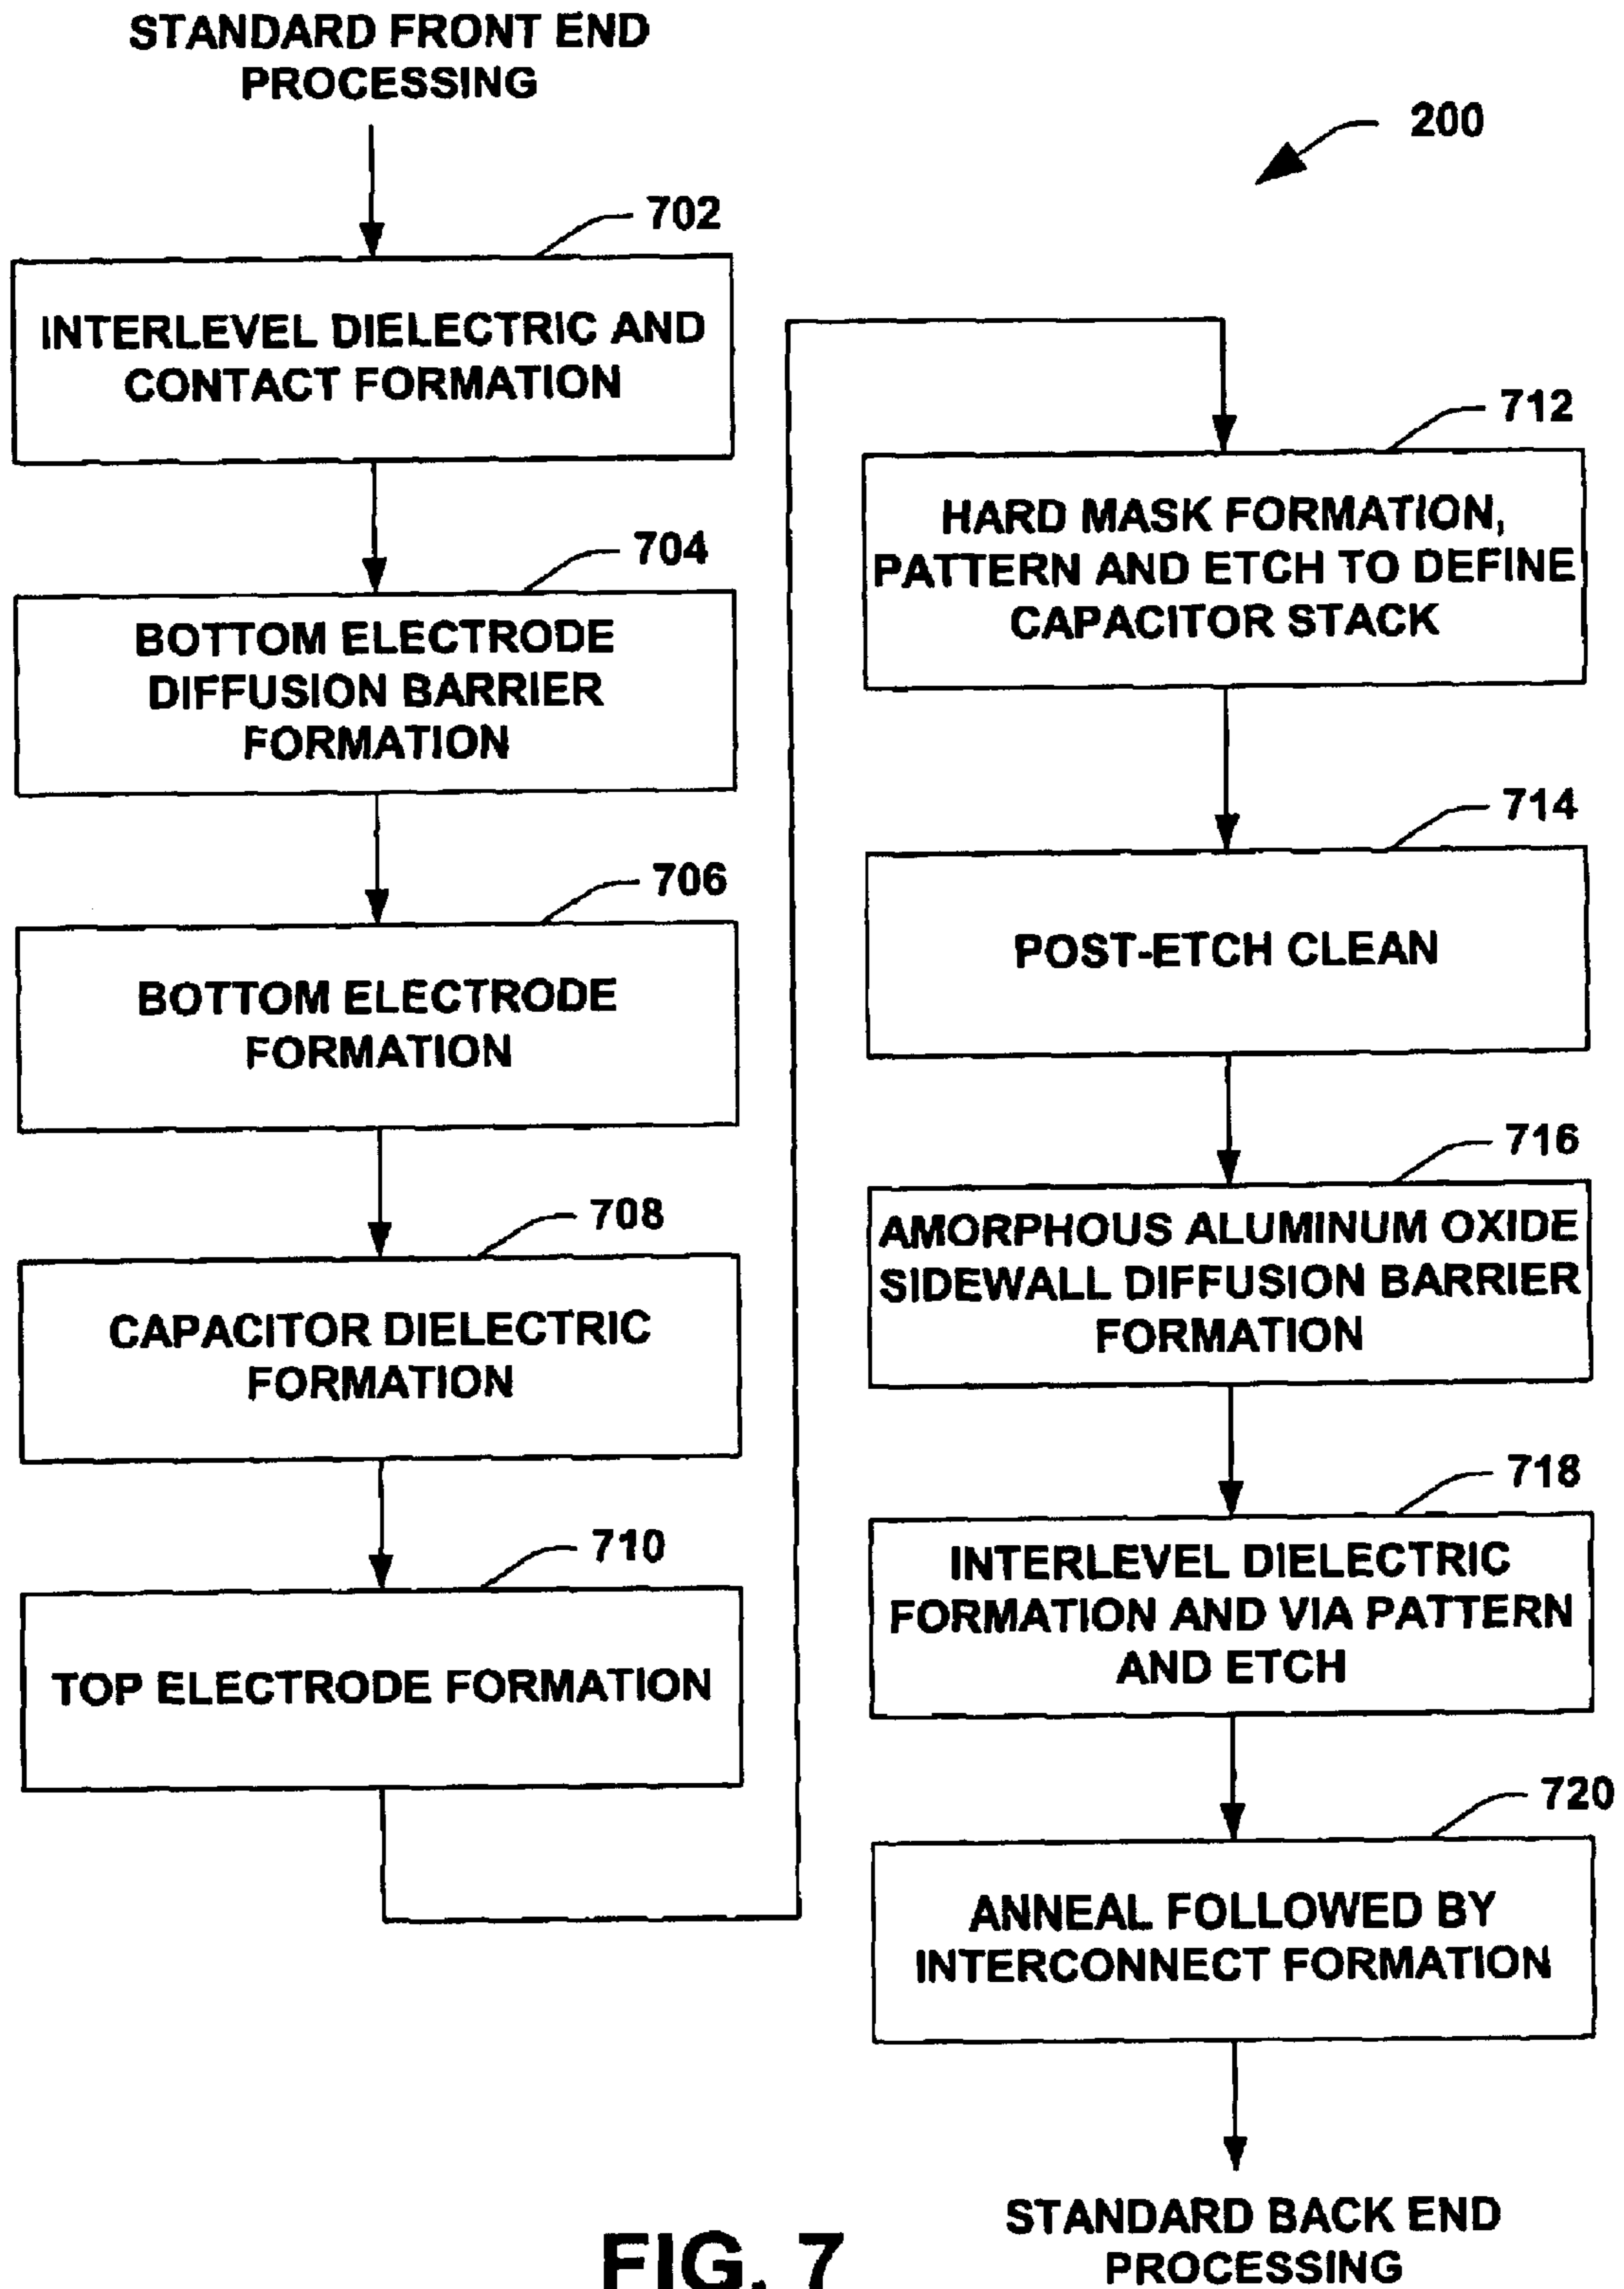 STANDARD FRONT END
PROCESSING
200
702
INTERLEVEL DIELECTRIC AND
CONTACT FORMATION
704
BOTTOM ELECTRODE
DIFFUSION BARRIER
FORMATION
706
BOTTOM ELECTRODE
FORMATION
708
CAPACITOR DIELECTRIC
FORMATION
710
TOP ELECTRODE FORMATION
712
HARD MASK FORMATION,
PATTERN AND ETCH TO DEFINE
CAPACITOR STACK
714
POST-ETCH CLEAN
716
AMORPHOUS ALUMINUM OXIDE
SIDEWALL DIFFUSION BARRIER
FORMATION
718
INTERLEVEL DIELECTRIC
FORMATION AND VIA PATTERN
AND ETCH
720
ANNEAL FOLLOWED BY
INTERCONNECT FORMATION
STANDARD BACK END
PROCESSING
FIG. 7